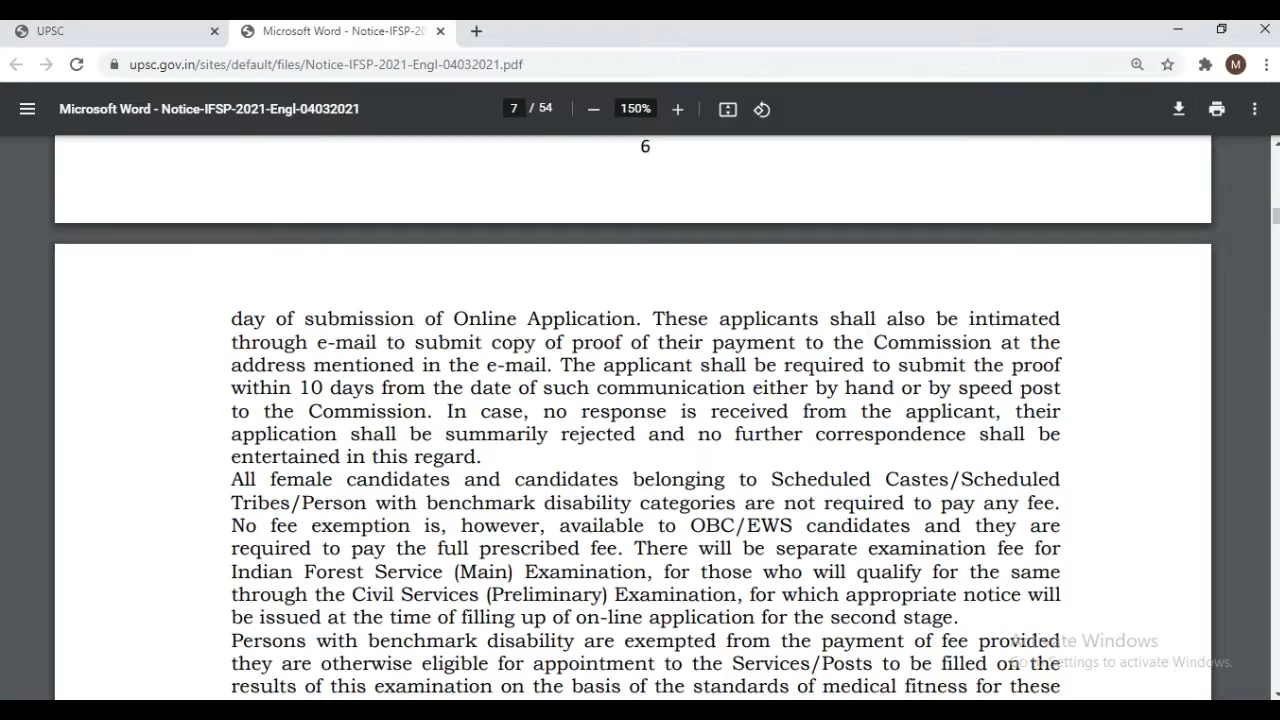 UPSC
Microsoft Word - Notice-IFSP-20
upsc.gov.in/sites/default/files/Notice-IFSP-2021-Engl-04032021.pdf
M
Microsoft Word - Notice-IFSP-2021-Engl-04032021
7 / 54
150%
6
day of submission of Online Application. These applicants shall also be intimated
through e-mail to submit copy of proof of their payment to the Commission at the
address mentioned in the e-mail. The applicant shall be required to submit the proof
within 10 days from the date of such communication either by hand or by speed post
to the Commission. In case, no response is received from the applicant, their
application shall be summarily rejected and no further correspondence shall be
entertained in this regard.
All female candidates and candidates belonging to Scheduled Castes/Scheduled
Tribes/Person with benchmark disability categories are not required to pay any fee.
No fee exemption is, however, available to OBC/EWS candidates and they are
required to pay the full prescribed fee. There will be separate examination fee for
Indian Forest Service (Main) Examination, for those who will qualify for the same
through the Civil Services (Preliminary) Examination, for which appropriate notice will
be issued at the time of filling up of on-line application for the second stage.
Persons with benchmark disability are exempted from the payment of fee provided
they are otherwise eligible for appointment to the Services/Posts to be filled on the
results of this examination on the basis of the standards of medical fitness for these
Activate Windows
Go to Settings to activate Windows.